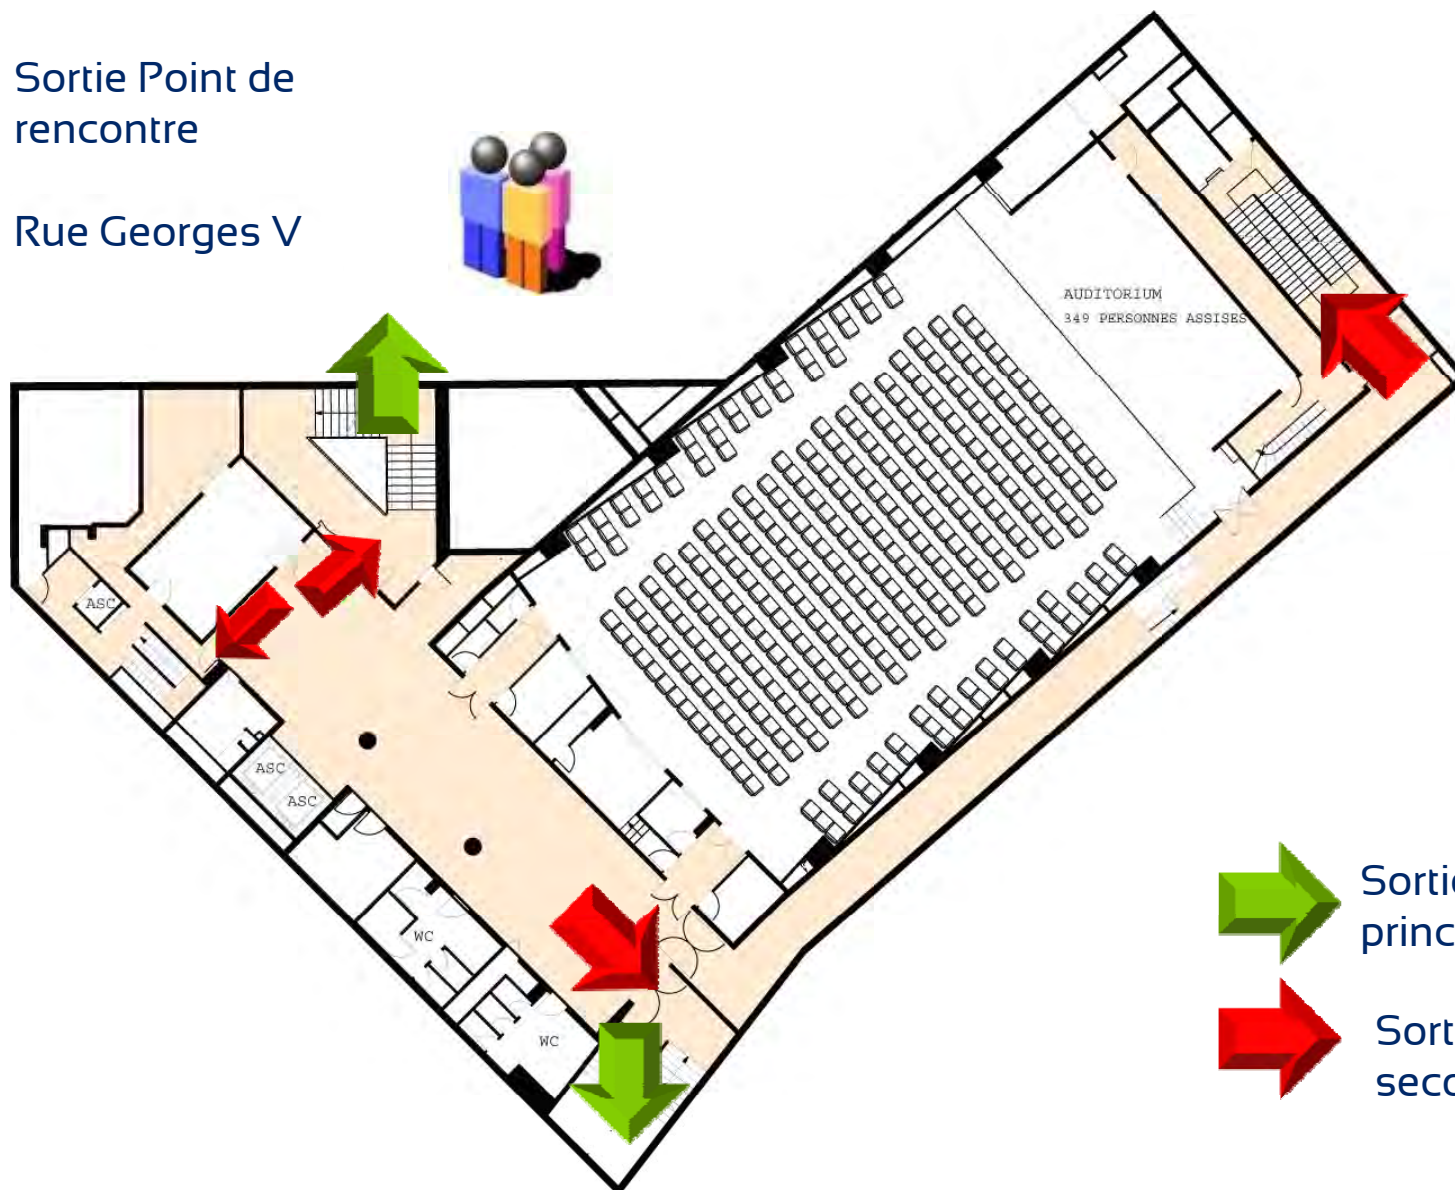 Sortie Point de
rencontre
Rue Georges V
AUDITORIUM
349 PERSONNES ASSISES
ASC
ASC
ASC
WC
WC